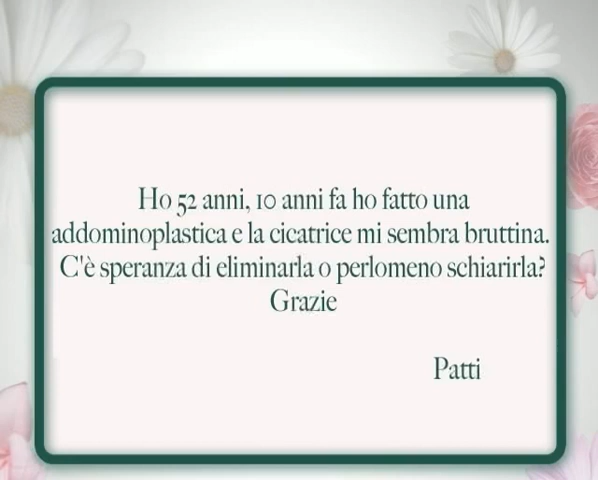 Ho 52 anni, 10 anni fa ho fatto una
addominoplastica e la cicatrice mi sembra bruttina.
C'è speranza di eliminarla o perlomeno schiarirla?
Grazie
Patti